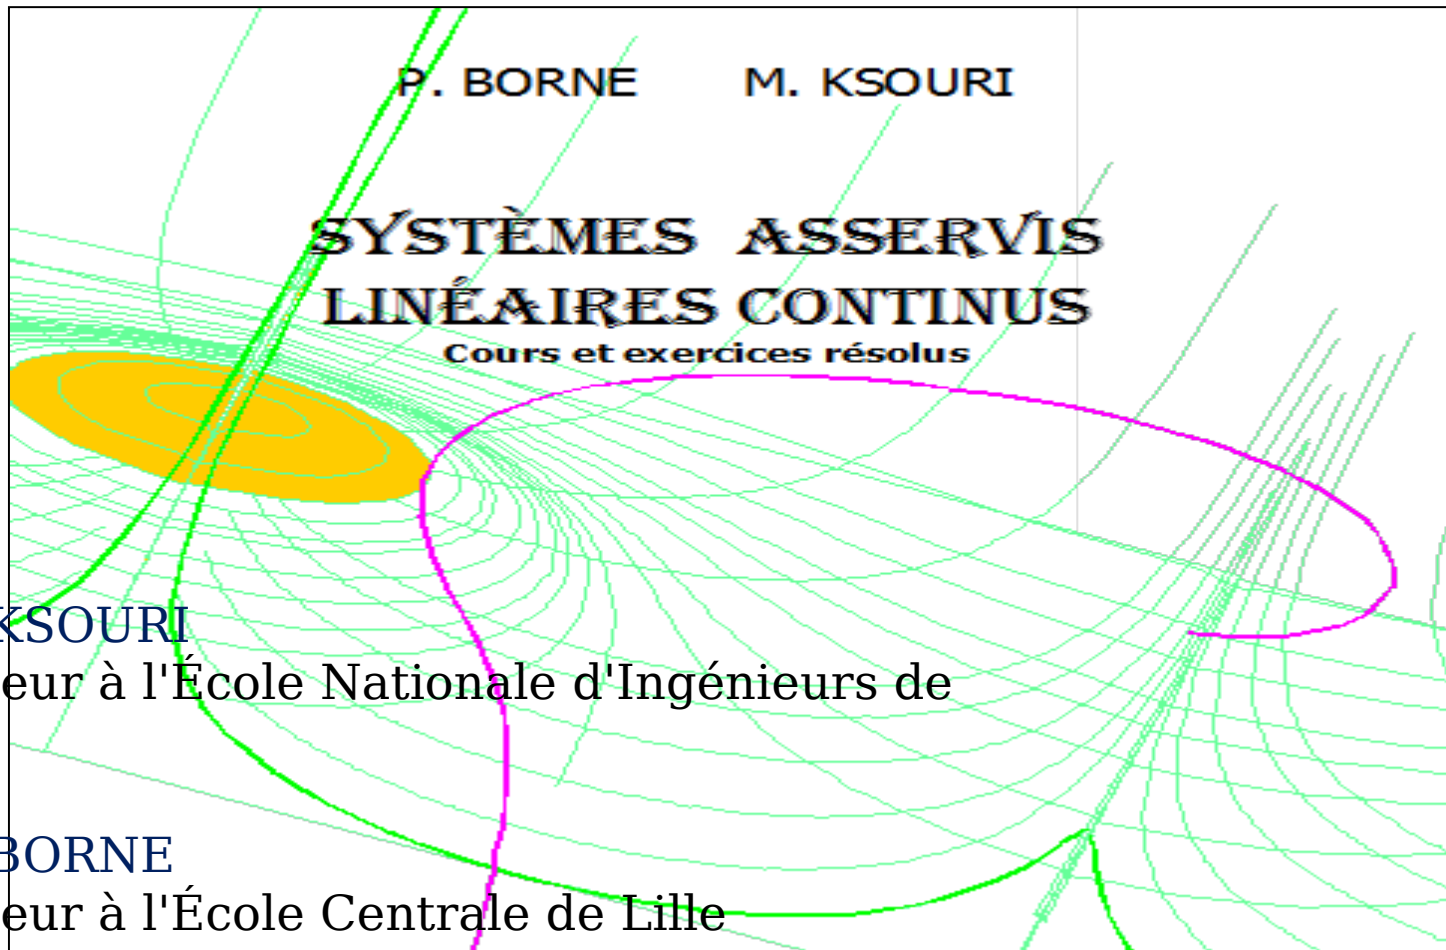 P. BORNE M. KSOURI
SYSTÈMES ASSERVIS
LINÉAIRES CONTINUS
Cours et exercices résolus
KSOURI
eur à l'École Nationale d'Ingénieurs de
BORNE
eur à l'École Centrale de Lille